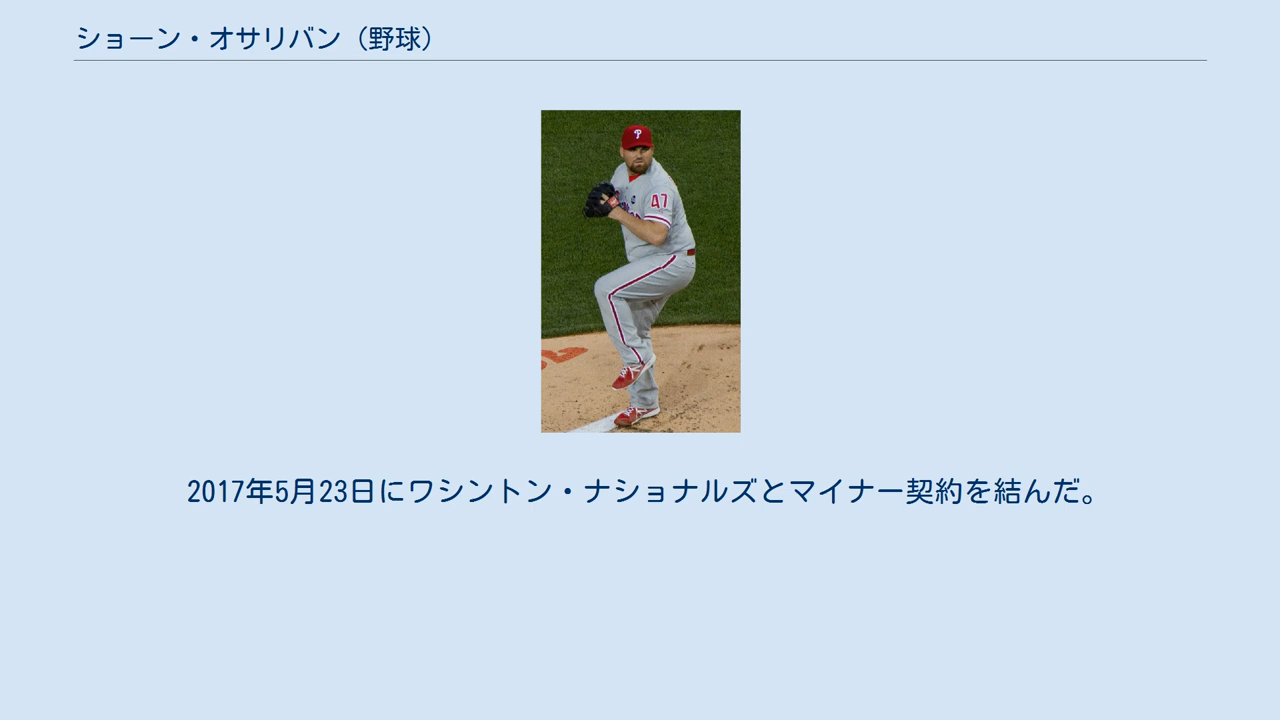 ショーン・オサリバン（野球）
P
47
2017年5月23日にワシントン・ナショナルズとマイナー契約を結んだ。